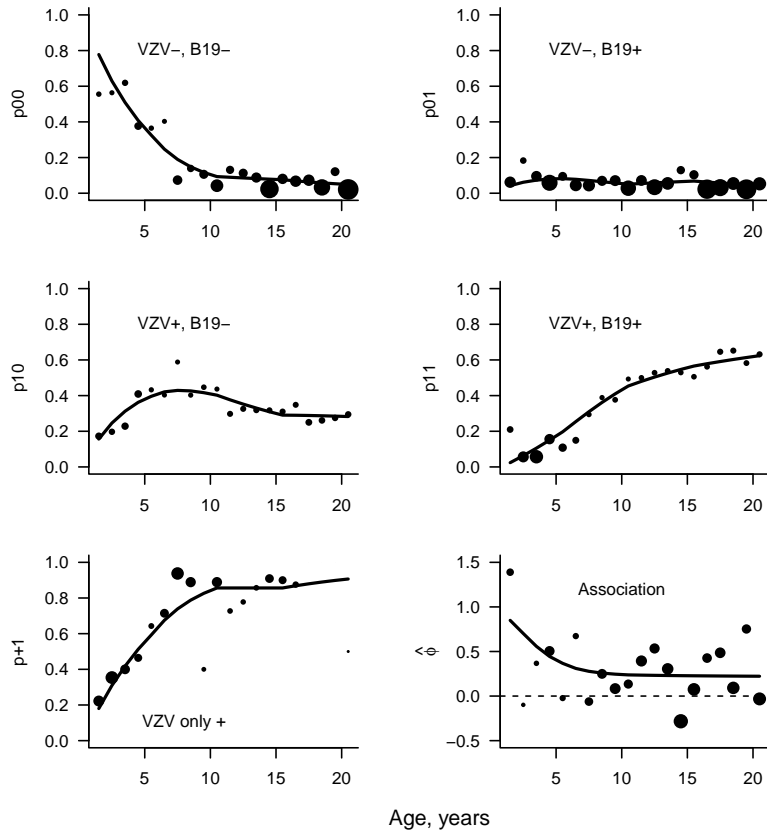 VZV−, B19−
p00
0.0 0.2 0.4 0.6 0.8 1.0
5 10 15 20
VZV−, B19+
p01
0.0 0.2 0.4 0.6 0.8 1.0
5 10 15 20
VZV+, B19−
p10
0.0 0.2 0.4 0.6 0.8 1.0
5 10 15 20
VZV+, B19+
p11
0.0 0.2 0.4 0.6 0.8 1.0
5 10 15 20
VZV only +
p+1
0.0 0.2 0.4 0.6 0.8 1.0
5 10 15 20
Association
ϕ̂
−0.5 0.0 0.5 1.0 1.5
5 10 15 20
Age, years